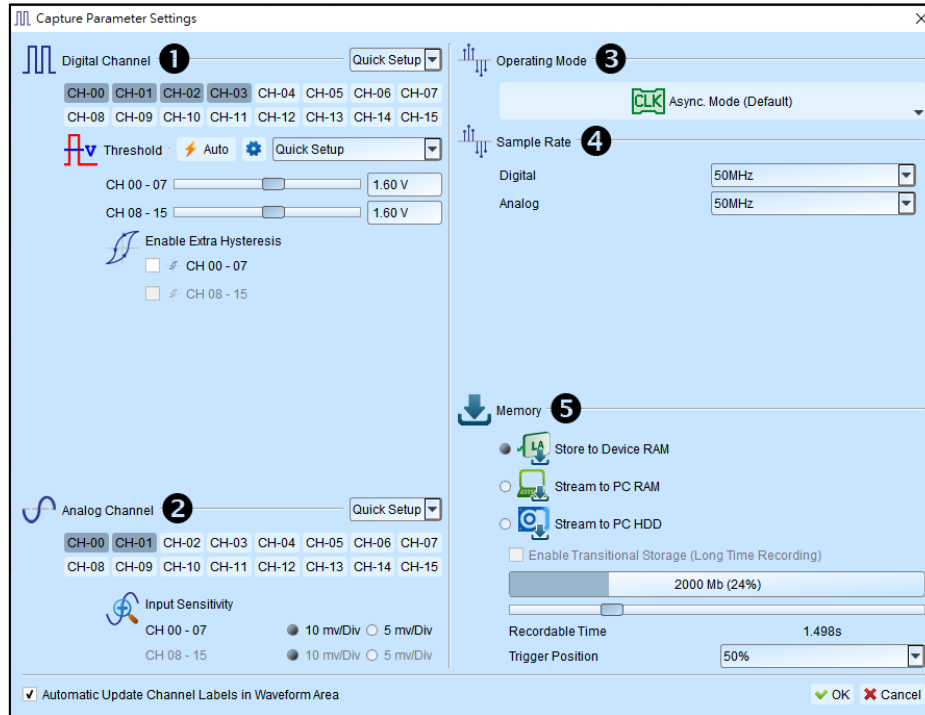 Capture Parameter Settings
Digital Channel 1 Quick Setup
CH-00 CH-01 CH-02 CH-03 CH-04 CH-05 CH-06 CH-07
CH-08 CH-09 CH-10 CH-11 CH-12 CH-13 CH-14 CH-15
V Threshold Auto Quick Setup
CH 00 - 07 1.60 V
CH 08 - 15 1.60 V
Enable Extra Hysteresis
CH 00 - 07
CH 08 - 15
Analog Channel 2 Quick Setup
CH-00 CH-01 CH-02 CH-03 CH-04 CH-05 CH-06 CH-07
CH-08 CH-09 CH-10 CH-11 CH-12 CH-13 CH-14 CH-15
Input Sensitivity
CH 00 - 07 10 mv/Div 5 mv/Div
CH 08 - 15 10 mv/Div 5 mv/Div
Operating Mode 3
CLK Async. Mode (Default)
Sample Rate 4
Digital 50MHz
Analog 50MHz
Memory 5
LA Store to Device RAM
Stream to PC RAM
Stream to PC HDD
Enable Transitional Storage (Long Time Recording)
2000 Mb (24%)
Recordable Time 1.498s
Trigger Position 50%
Automatic Update Channel Labels in Waveform Area
OK Cancel